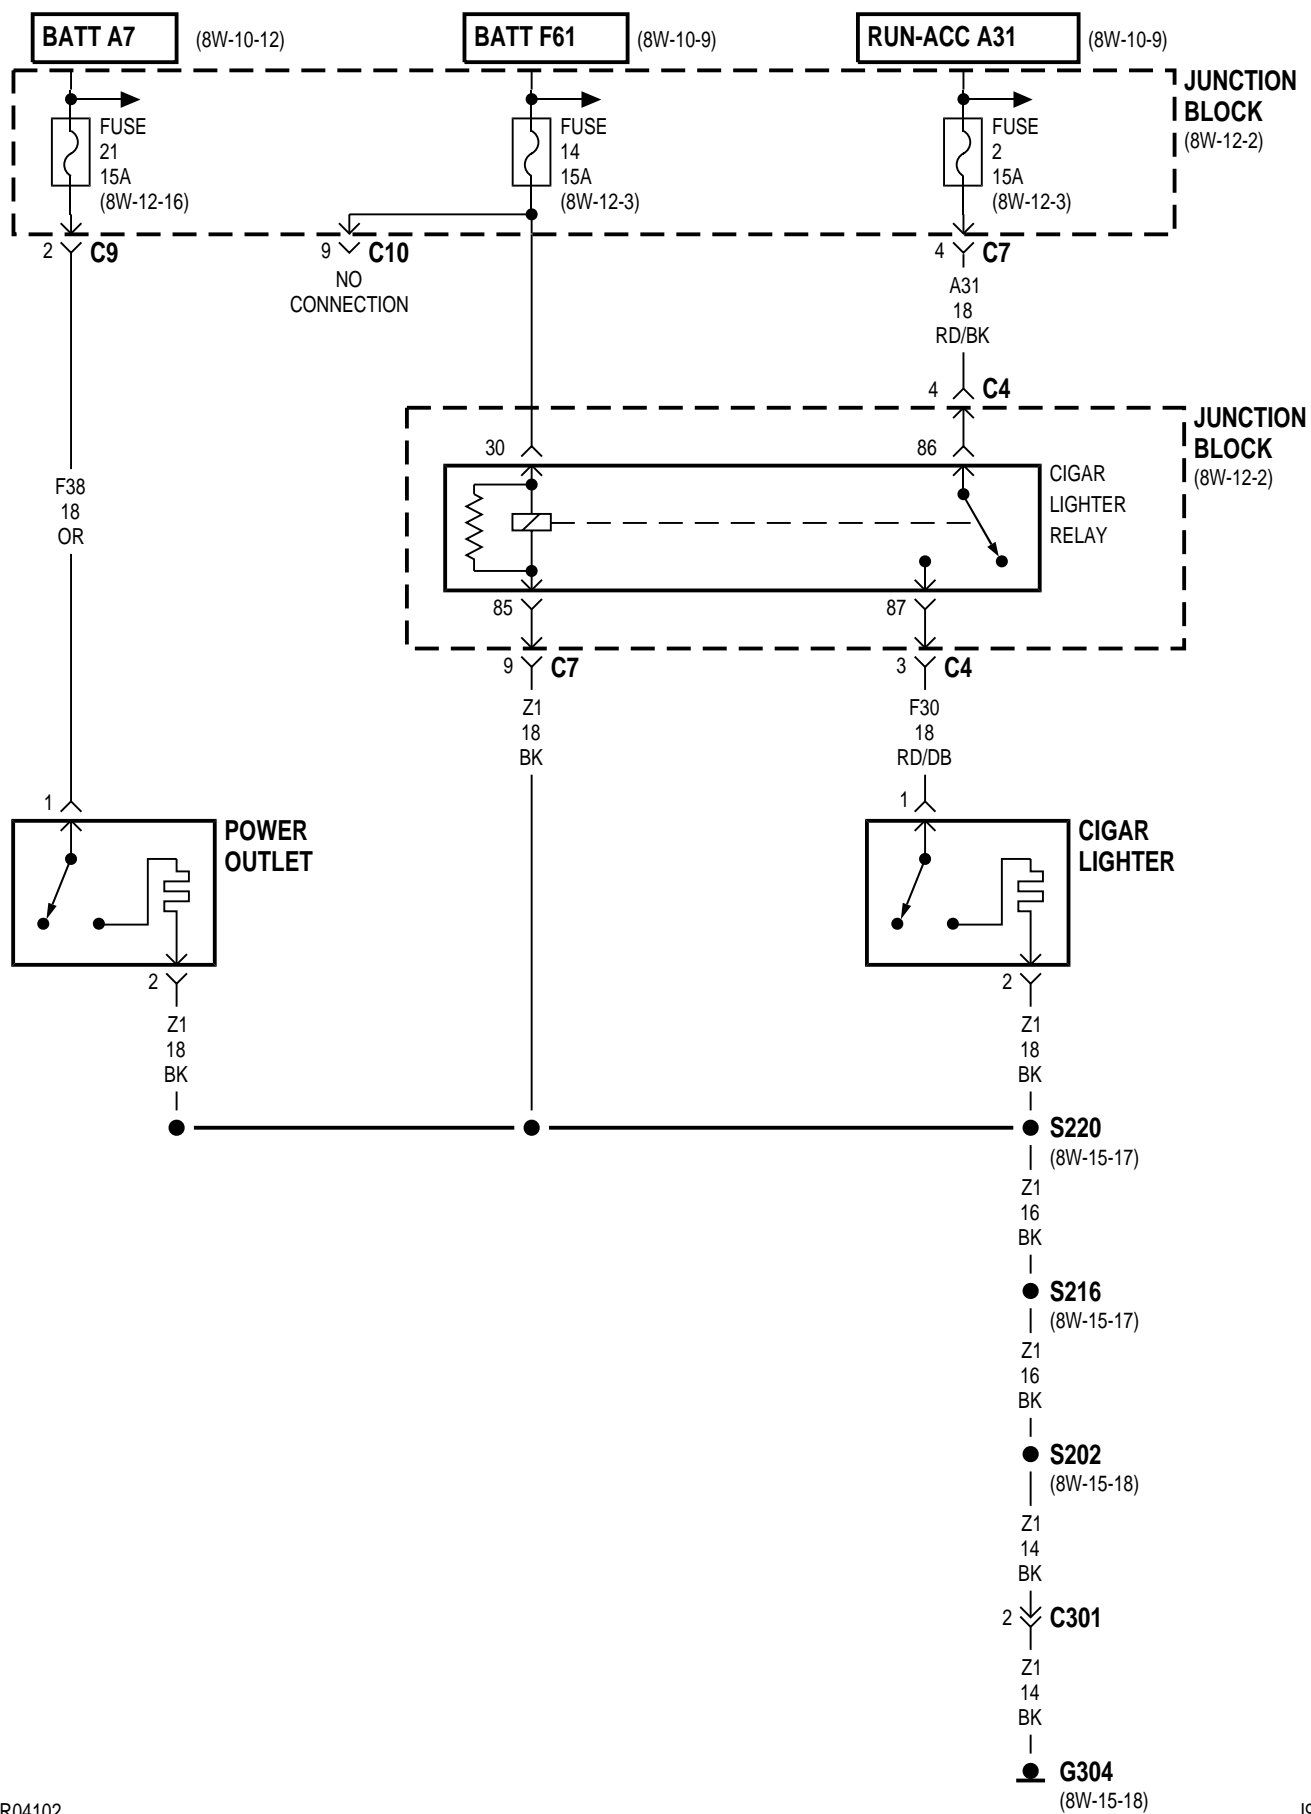 BATT A7 (8W-10-12)
BATT F61 (8W-10-9)
RUN-ACC A31 (8W-10-9)
JUNCTION
BLOCK
(8W-12-2)
FUSE
21
15A
(8W-12-16)
FUSE
14
15A
(8W-12-3)
FUSE
2
15A
(8W-12-3)
2 C9
9 C10
NO
CONNECTION
4 C7
A31
18
RD/BK
4 C4
JUNCTION
BLOCK
(8W-12-2)
30
86
CIGAR
LIGHTER
RELAY
F38
18
OR
85
87
9 C7
3 C4
Z1
18
BK
F30
18
RD/DB
1
POWER
OUTLET
1
CIGAR
LIGHTER
2
Z1
18
BK
2
Z1
18
BK
S220
(8W-15-17)
Z1
16
BK
S216
(8W-15-17)
Z1
16
BK
S202
(8W-15-18)
Z1
14
BK
2 C301
Z1
14
BK
G304
(8W-15-18)
R04102